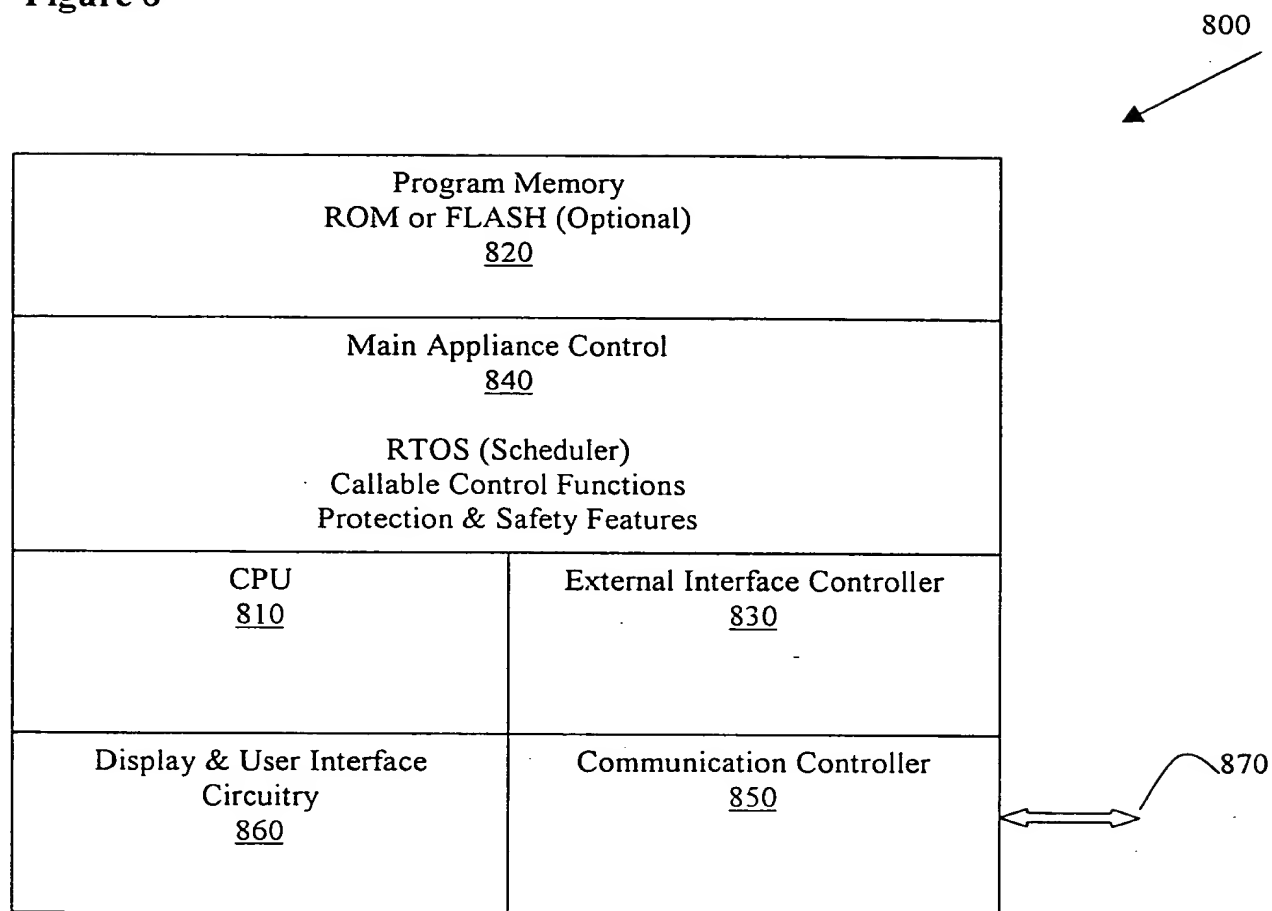 800
Program Memory
ROM or FLASH (Optional)
820
Main Appliance Control
840
RTOS (Scheduler)
Callable Control Functions
Protection & Safety Features
CPU
810
External Interface Controller
830
Display & User Interface
Circuitry
860
Communication Controller
850
870